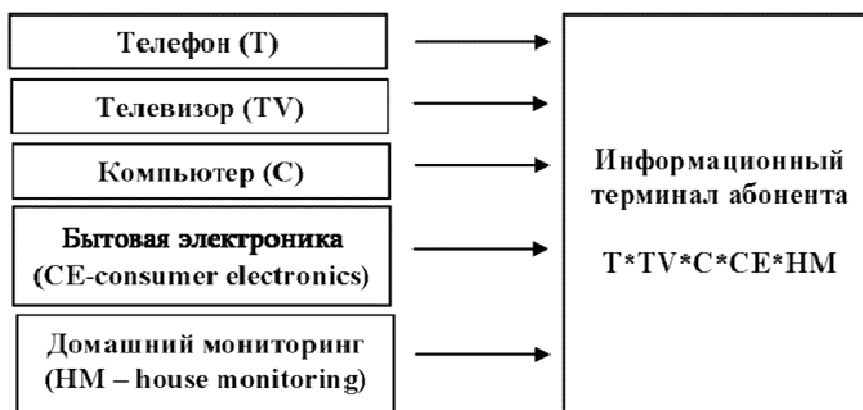 Телефон (T)
Телевизор (TV)
Компьютер (C)
Бытовая электроника
(CE-consumer electronics)
Домашний мониторинг
(HM – house monitoring)
Информационный
терминал абонента
T*TV*C*CE*HM